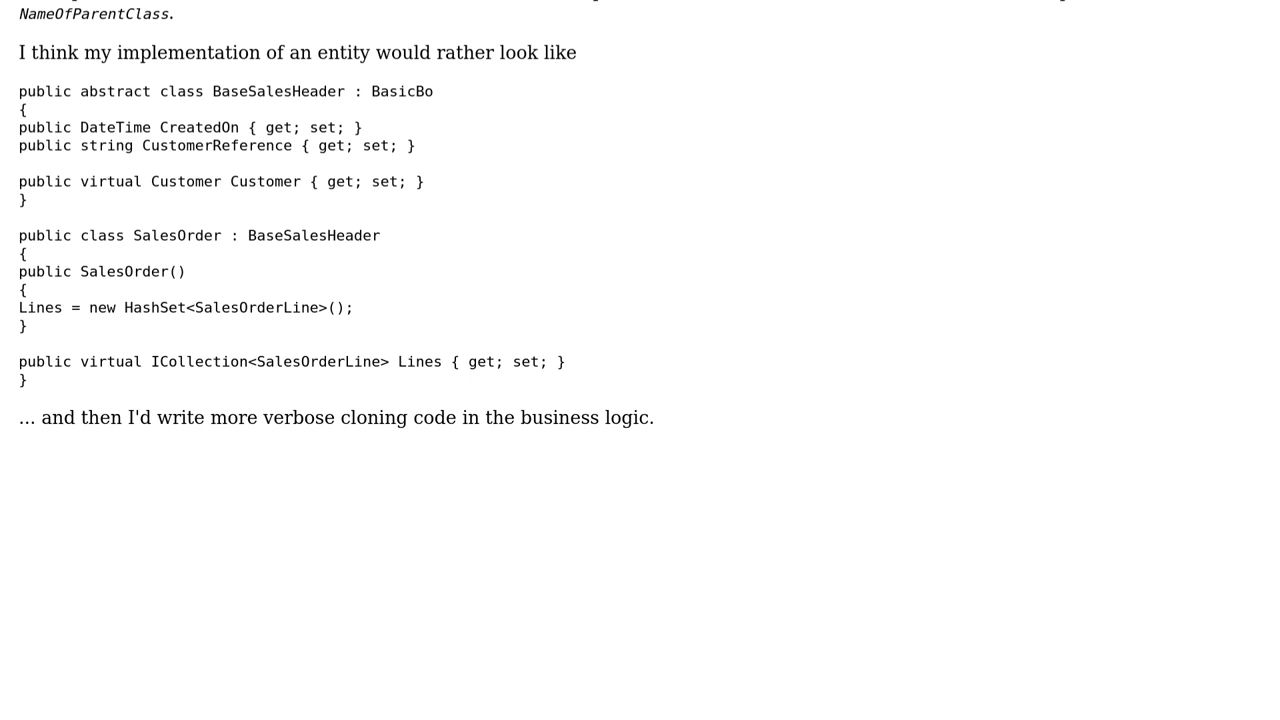 NameOfParentClass.
I think my implementation of an entity would rather look like
public abstract class BaseSalesHeader : BasicBo
{
public DateTime CreatedOn { get; set; }
public string CustomerReference { get; set; }
public virtual Customer Customer { get; set; }
}
public class SalesOrder : BaseSalesHeader
{
public SalesOrder()
{
Lines = new HashSet<SalesOrderLine>();
}
public virtual ICollection<SalesOrderLine> Lines { get; set; }
}
... and then I'd write more verbose cloning code in the business logic.